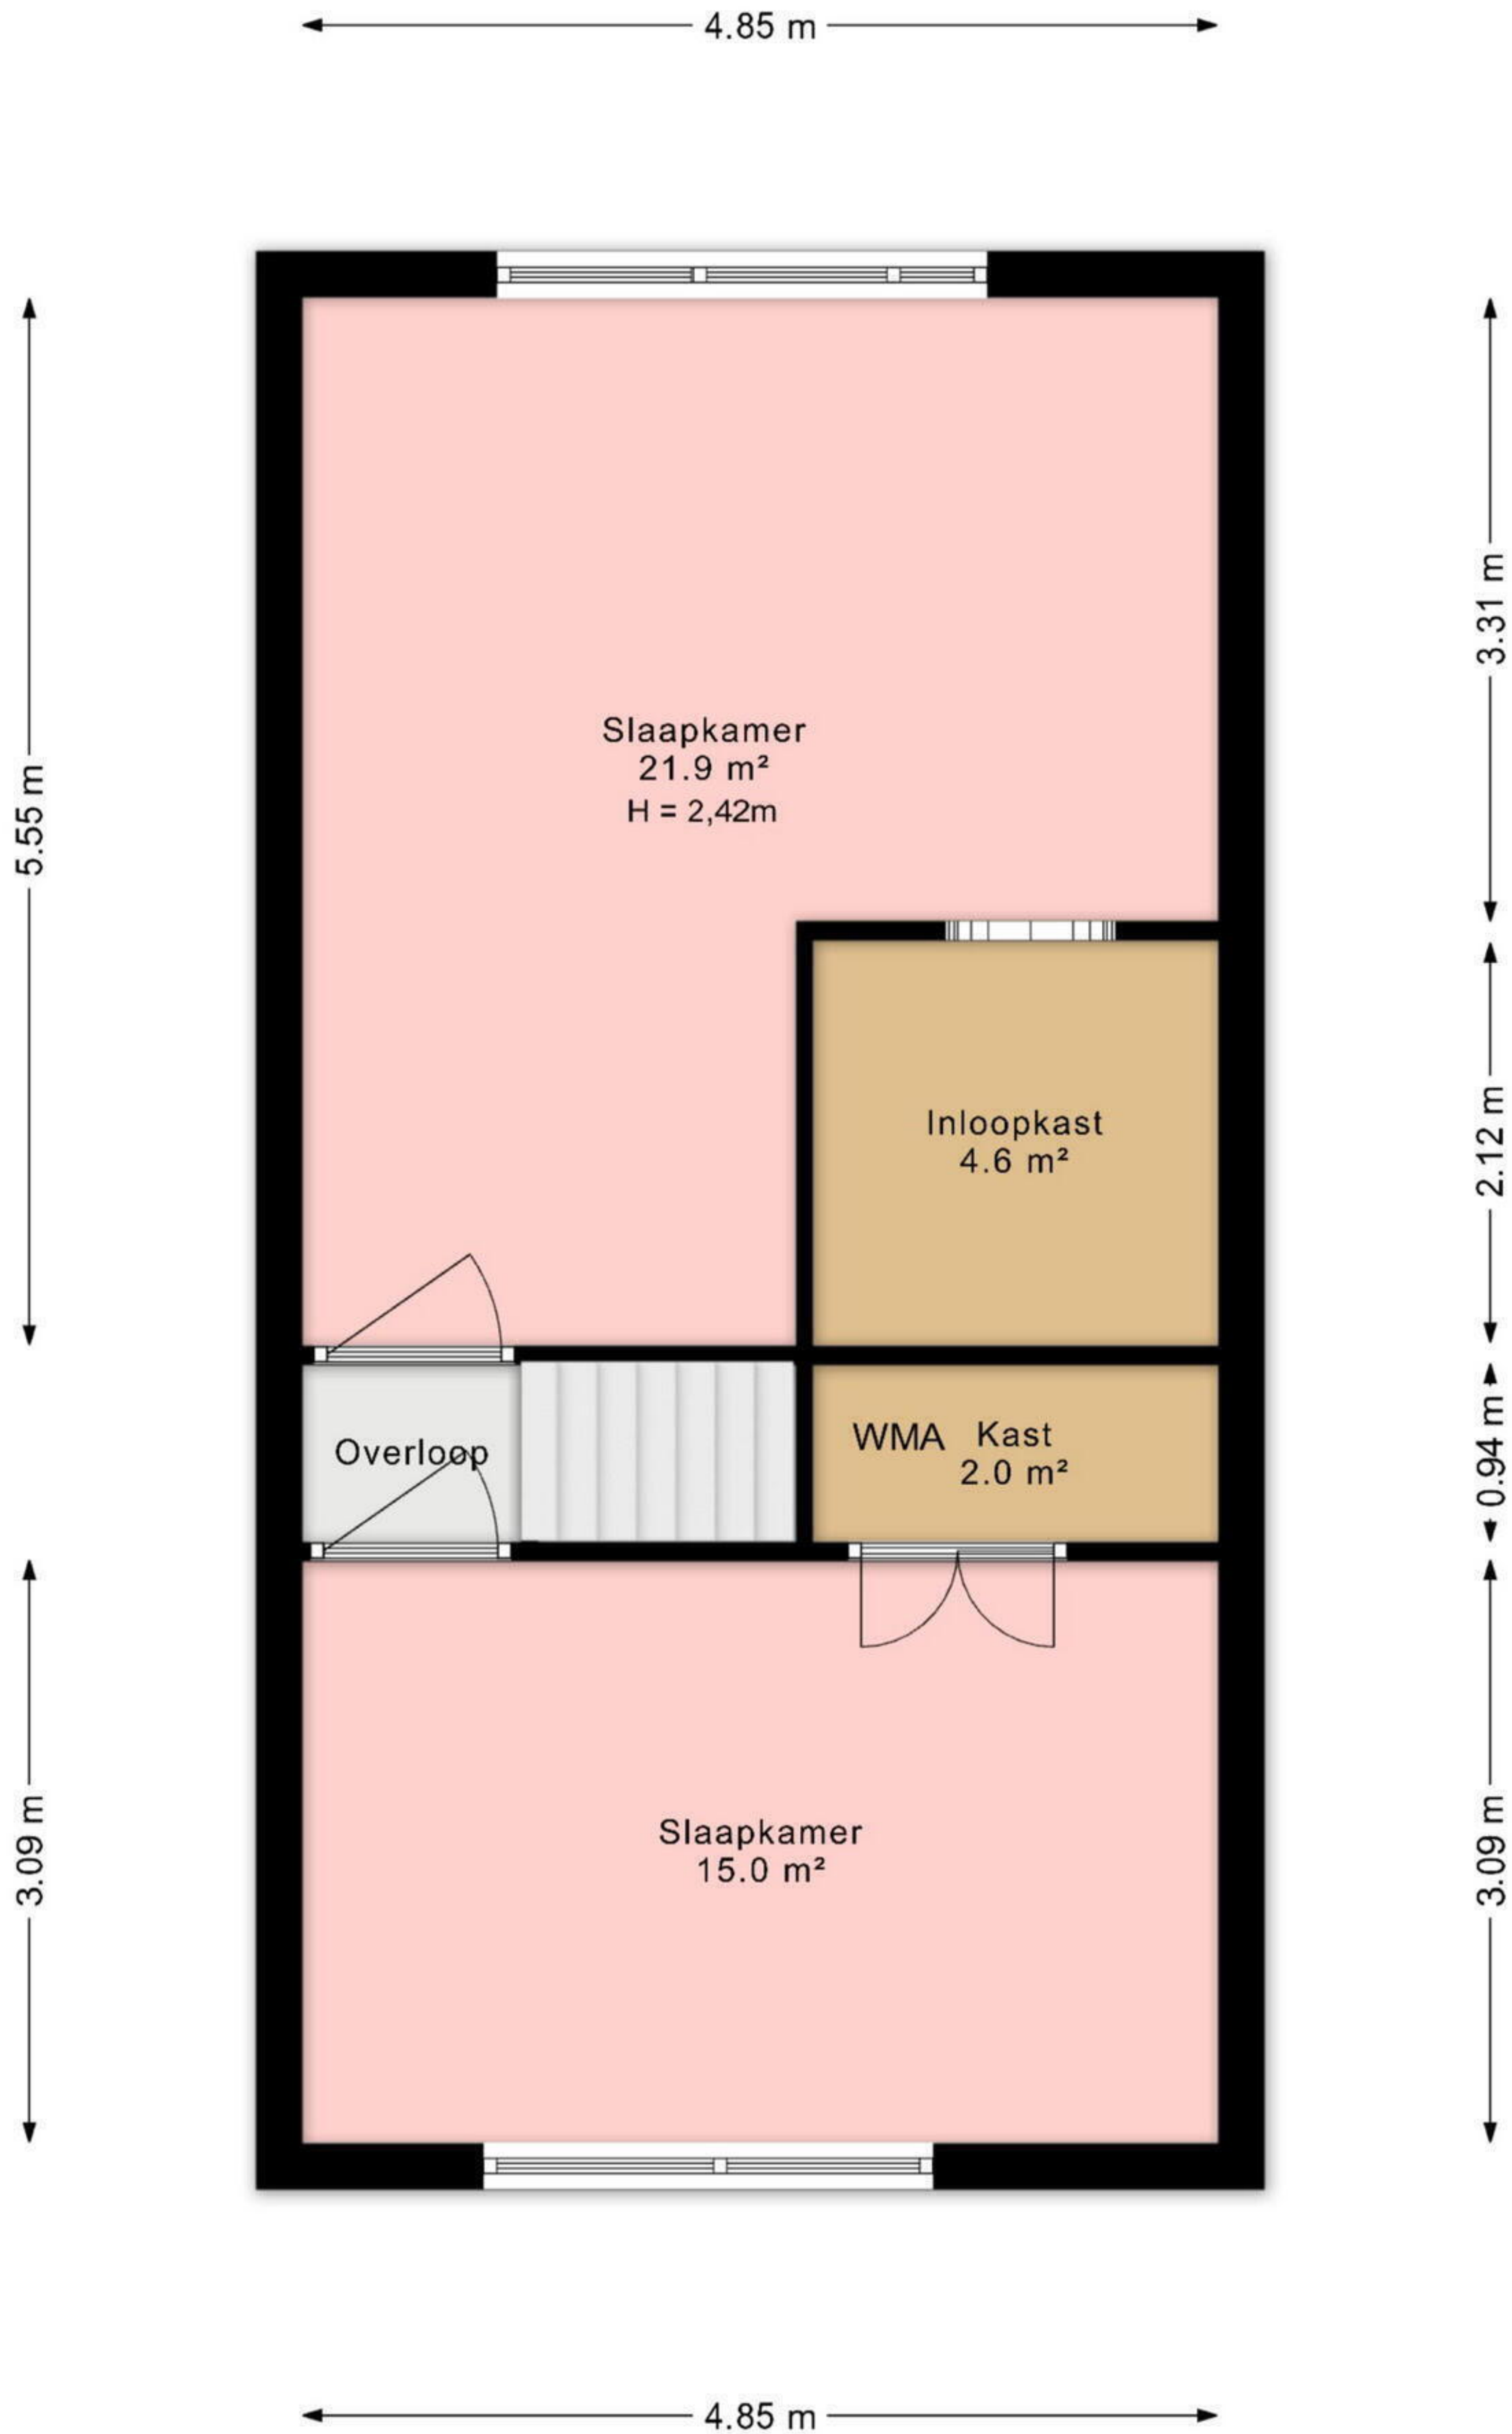 4.85 m
3.31 m
Slaapkamer
21.9 m²
H = 2,42m
5.55 m
Inloopkast
4.6 m²
2.12 m
Overloop
WMA Kast
2.0 m²
0.94 m
Slaapkamer
15.0 m²
3.09 m
3.09 m
4.85 m